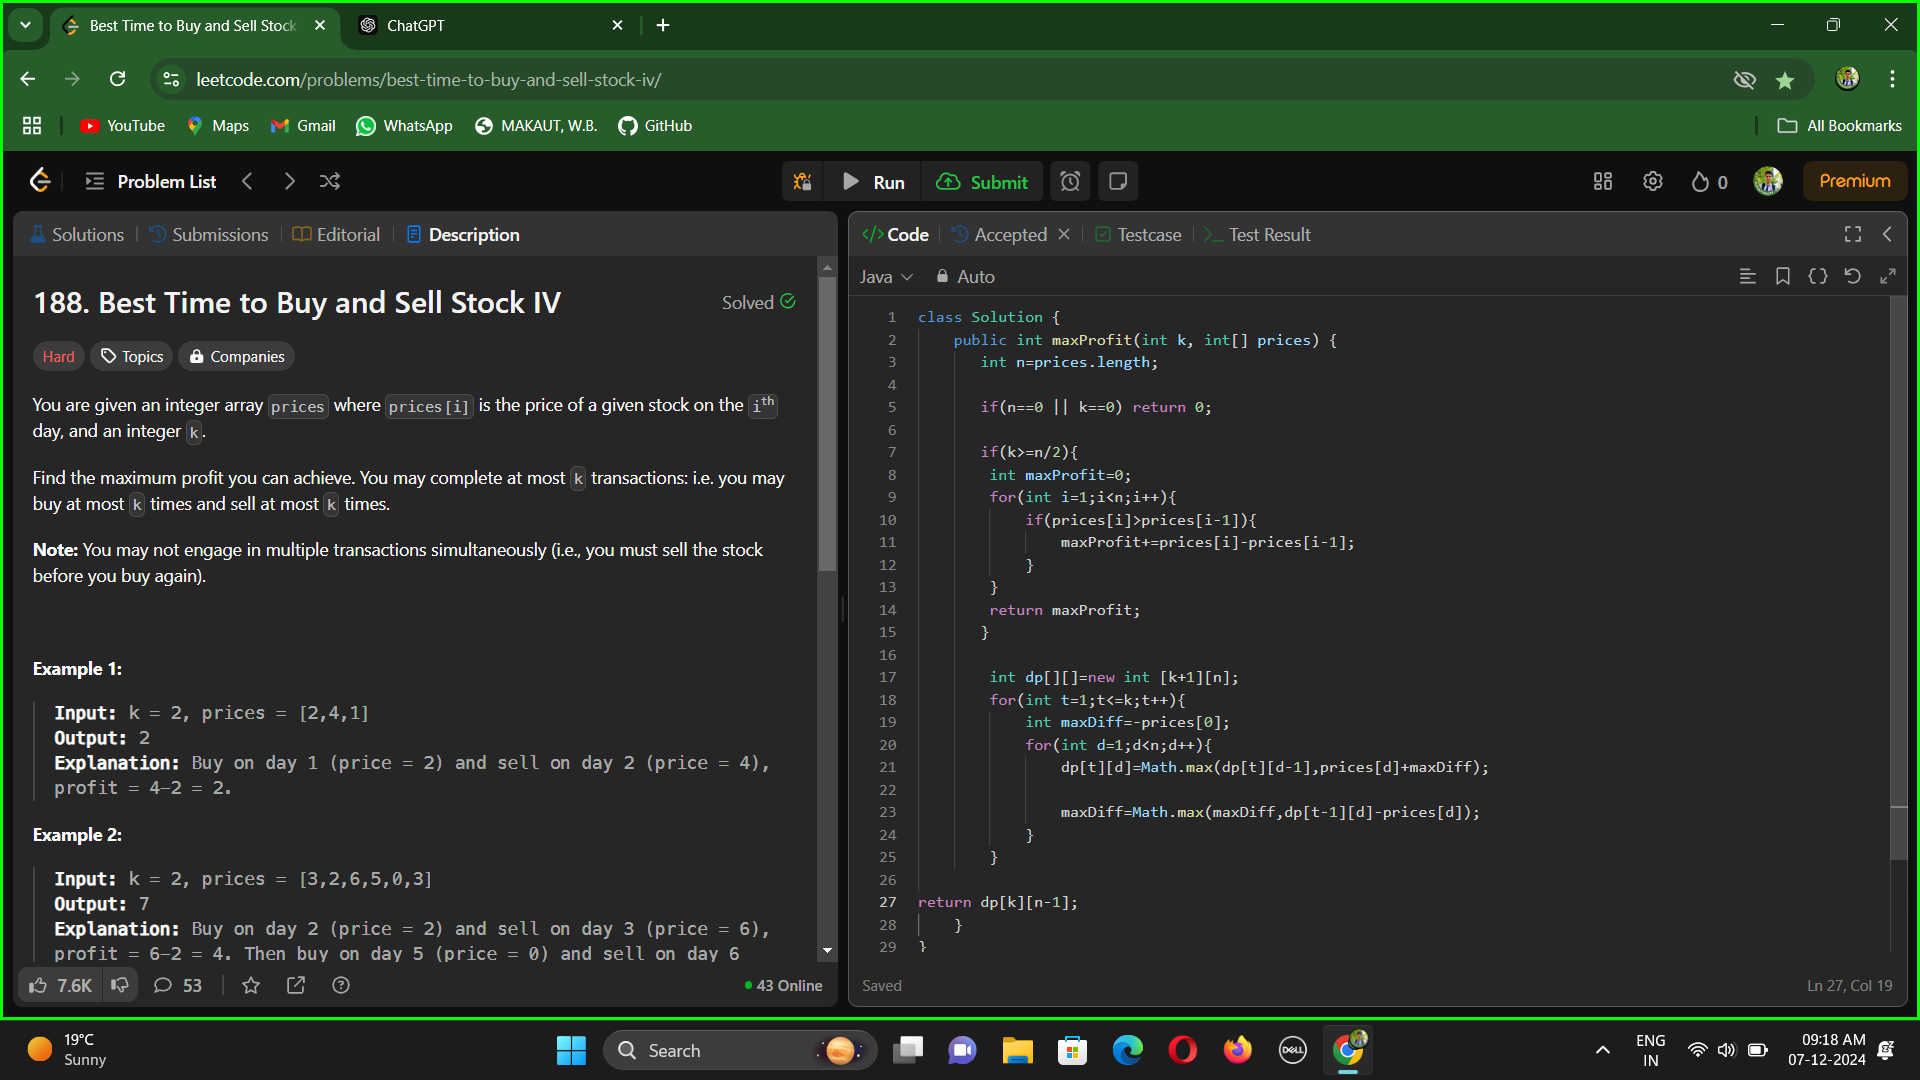 Best Time to Buy and Sell Stock
ChatGPT
leetcode.com/problems/best-time-to-buy-and-sell-stock-iv/
YouTube Maps Gmail WhatsApp MAKAUT, W.B. GitHub All Bookmarks
Problem List Run Submit 0 Premium
Solutions Submissions Editorial Description
188. Best Time to Buy and Sell Stock IV
Solved
Hard Topics Companies
You are given an integer array prices where prices[i] is the price of a given stock on the ith
day, and an integer k.
Find the maximum profit you can achieve. You may complete at most k transactions: i.e. you may
buy at most k times and sell at most k times.
Note: You may not engage in multiple transactions simultaneously (i.e., you must sell the stock
before you buy again).
Example 1:
Input: k = 2, prices = [2,4,1]
Output: 2
Explanation: Buy on day 1 (price = 2) and sell on day 2 (price = 4),
profit = 4-2 = 2.
Example 2:
Input: k = 2, prices = [3,2,6,5,0,3]
Output: 7
Explanation: Buy on day 2 (price = 2) and sell on day 3 (price = 6),
profit = 6-2 = 4. Then buy on day 5 (price = 0) and sell on day 6
7.6K 53 43 Online
Code Accepted Testcase Test Result
Java Auto
1 class Solution {
2 public int maxProfit(int k, int[] prices) {
3 int n=prices.length;
4
5 if(n==0 || k==0) return 0;
6
7 if(k>=n/2){
8 int maxProfit=0;
9 for(int i=1;i<n;i++){
10 if(prices[i]>prices[i-1]){
11 maxProfit+=prices[i]-prices[i-1];
12 }
13 }
14 return maxProfit;
15 }
16
17 int dp[][]=new int [k+1][n];
18 for(int t=1;t<=k;t++){
19 int maxDiff=-prices[0];
20 for(int d=1;d<n;d++){
21 dp[t][d]=Math.max(dp[t][d-1],prices[d]+maxDiff);
22
23 maxDiff=Math.max(maxDiff,dp[t-1][d]-prices[d]);
24 }
25 }
26
27 return dp[k][n-1];
28 }
29 }
Saved Ln 27, Col 19
19°C
Sunny
Search
DELL
ENG
IN
09:18 AM
07-12-2024